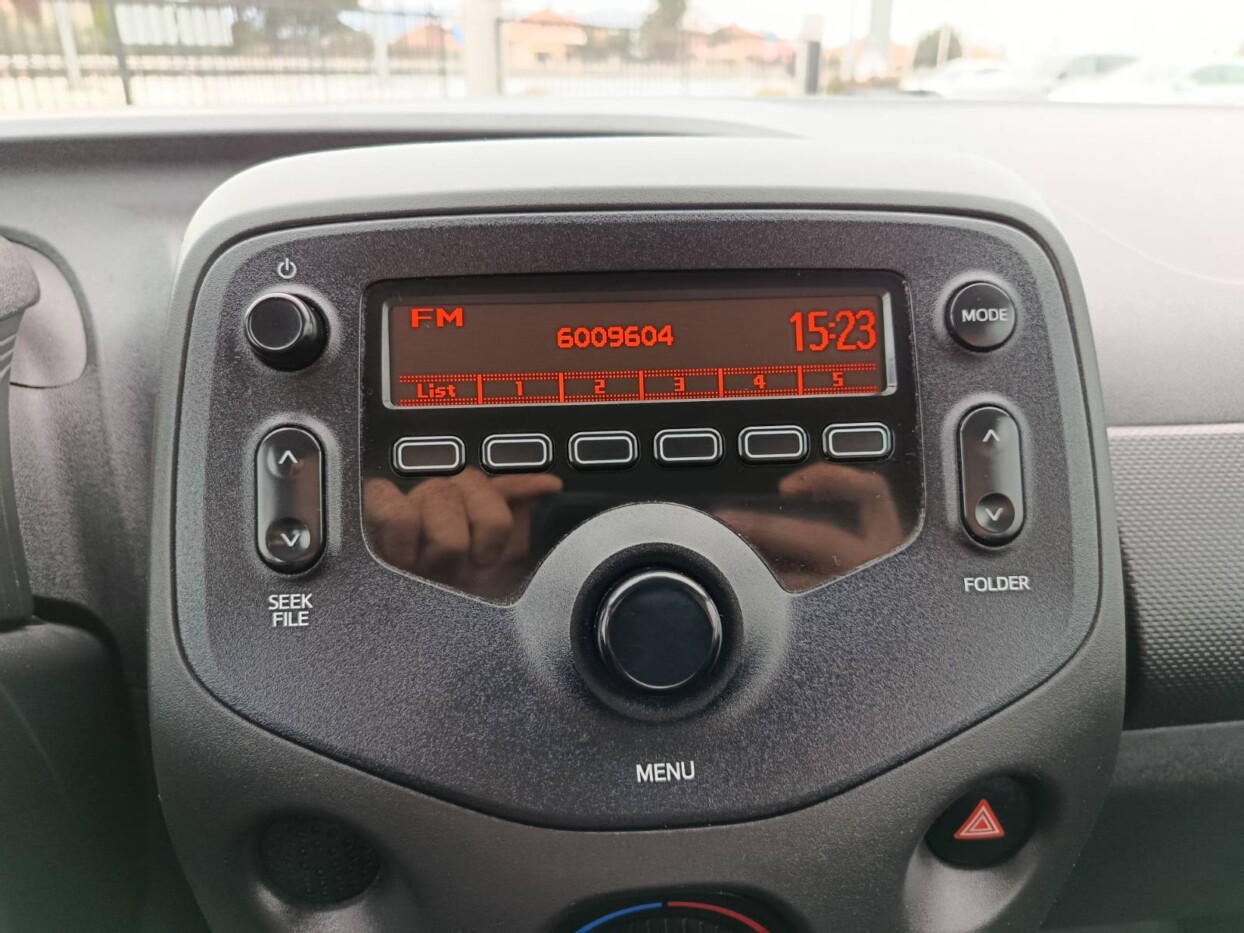 FM
6009604
15:23
List 1 2 3 4 5
MODE
SEEK
FILE
FOLDER
MENU